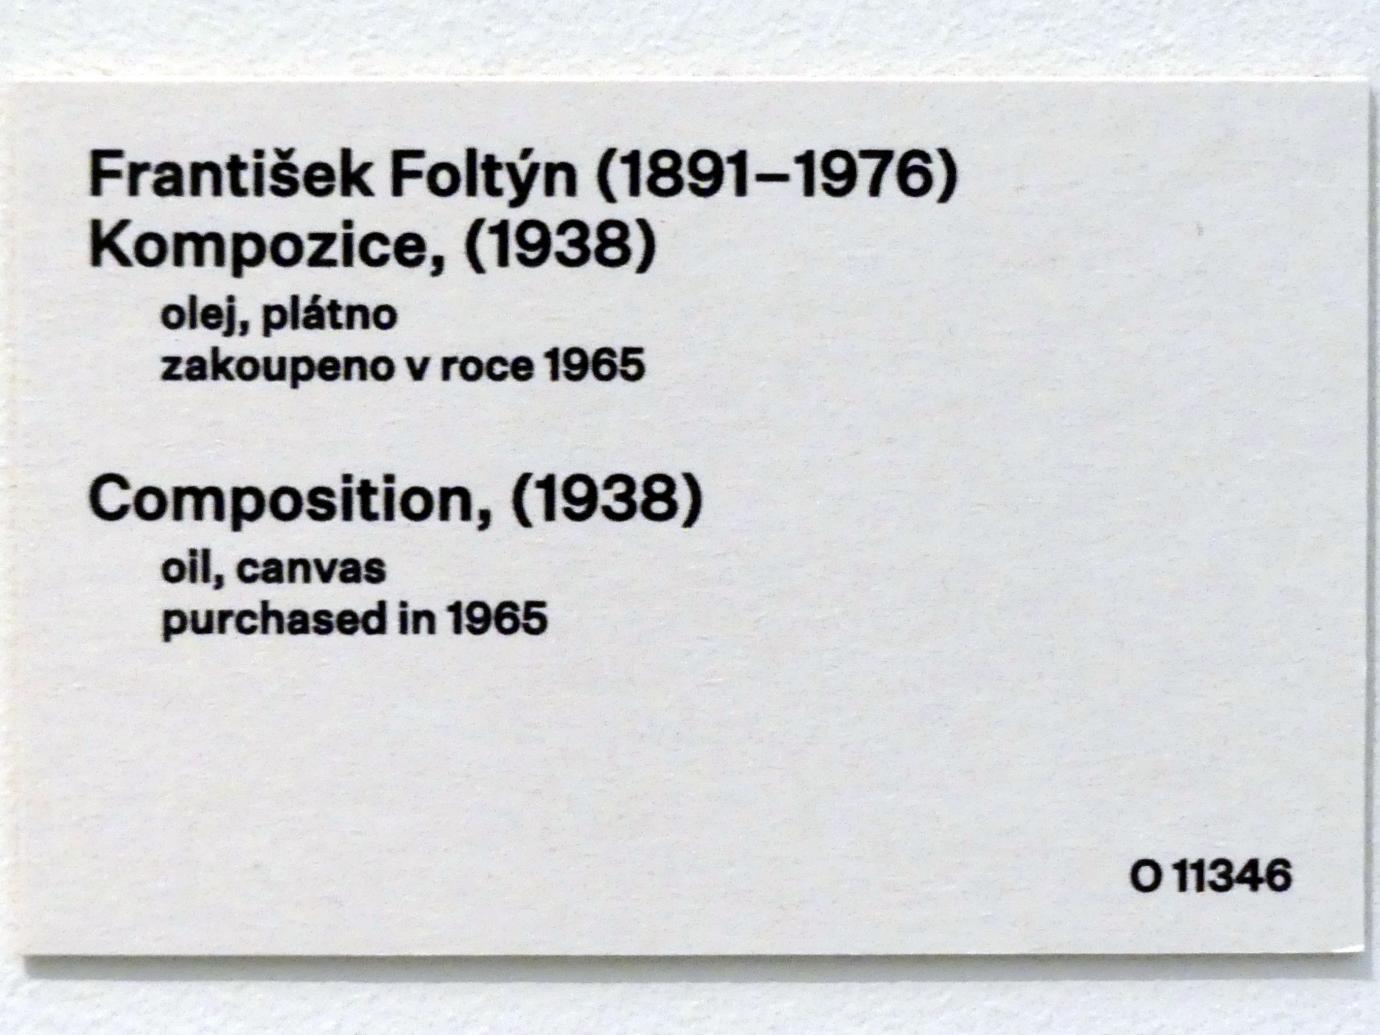 František Foltýn (1891–1976)
Kompozice, (1938)
olej, plátno
zakoupeno v roce 1965
Composition, (1938)
oil, canvas
purchased in 1965
O 11346